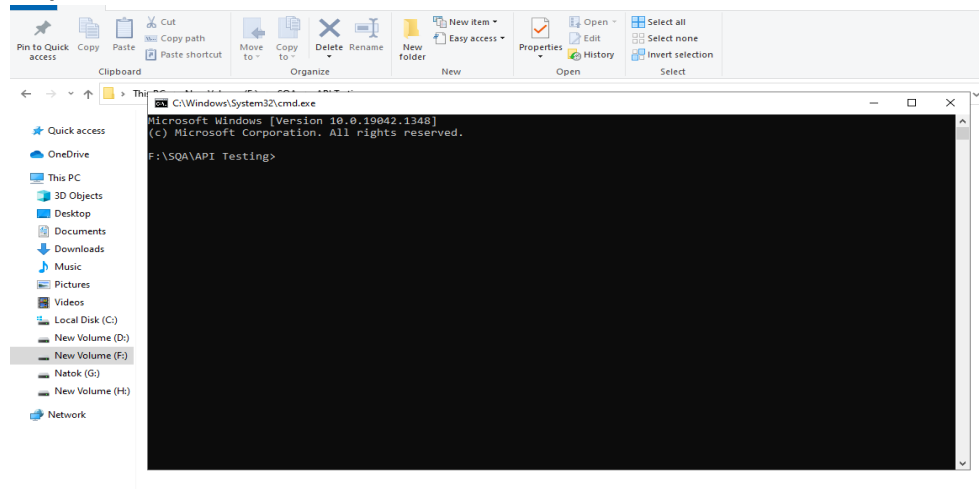 Cut
Copy path
Paste shortcut
Pin to Quick access
Copy
Paste
Clipboard
Move to
Copy to
Delete
Rename
Organize
New folder
New item
Easy access
New
Properties
Open
Edit
History
Open
Select all
Select none
Invert selection
Select
C:\Windows\System32\cmd.exe
Microsoft Windows [Version 10.0.19042.1348]
(c) Microsoft Corporation. All rights reserved.
F:\SQA\API Testing>
Quick access
OneDrive
This PC
3D Objects
Desktop
Documents
Downloads
Music
Pictures
Videos
Local Disk (C:)
New Volume (D:)
New Volume (F:)
Natok (G:)
New Volume (H:)
Network